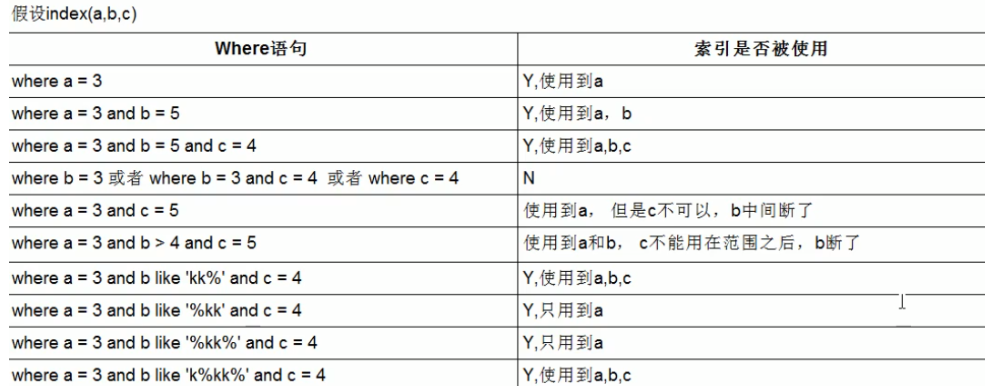 假设index(a,b,c)
Where语句 索引是否被使用
where a = 3 Y,使用到a
where a = 3 and b = 5 Y,使用到a，b
where a = 3 and b = 5 and c = 4 Y,使用到a,b,c
where b = 3 或者 where b = 3 and c = 4 或者 where c = 4 N
where a = 3 and c = 5 使用到a， 但是c不可以，b中间断了
where a = 3 and b > 4 and c = 5 使用到a和b， c不能用在范围之后，b断了
where a = 3 and b like 'kk%' and c = 4 Y,使用到a,b,c
where a = 3 and b like '%kk' and c = 4 Y,只用到a
where a = 3 and b like '%kk%' and c = 4 Y,只用到a
where a = 3 and b like 'k%kk%' and c = 4 Y,使用到a,b,c